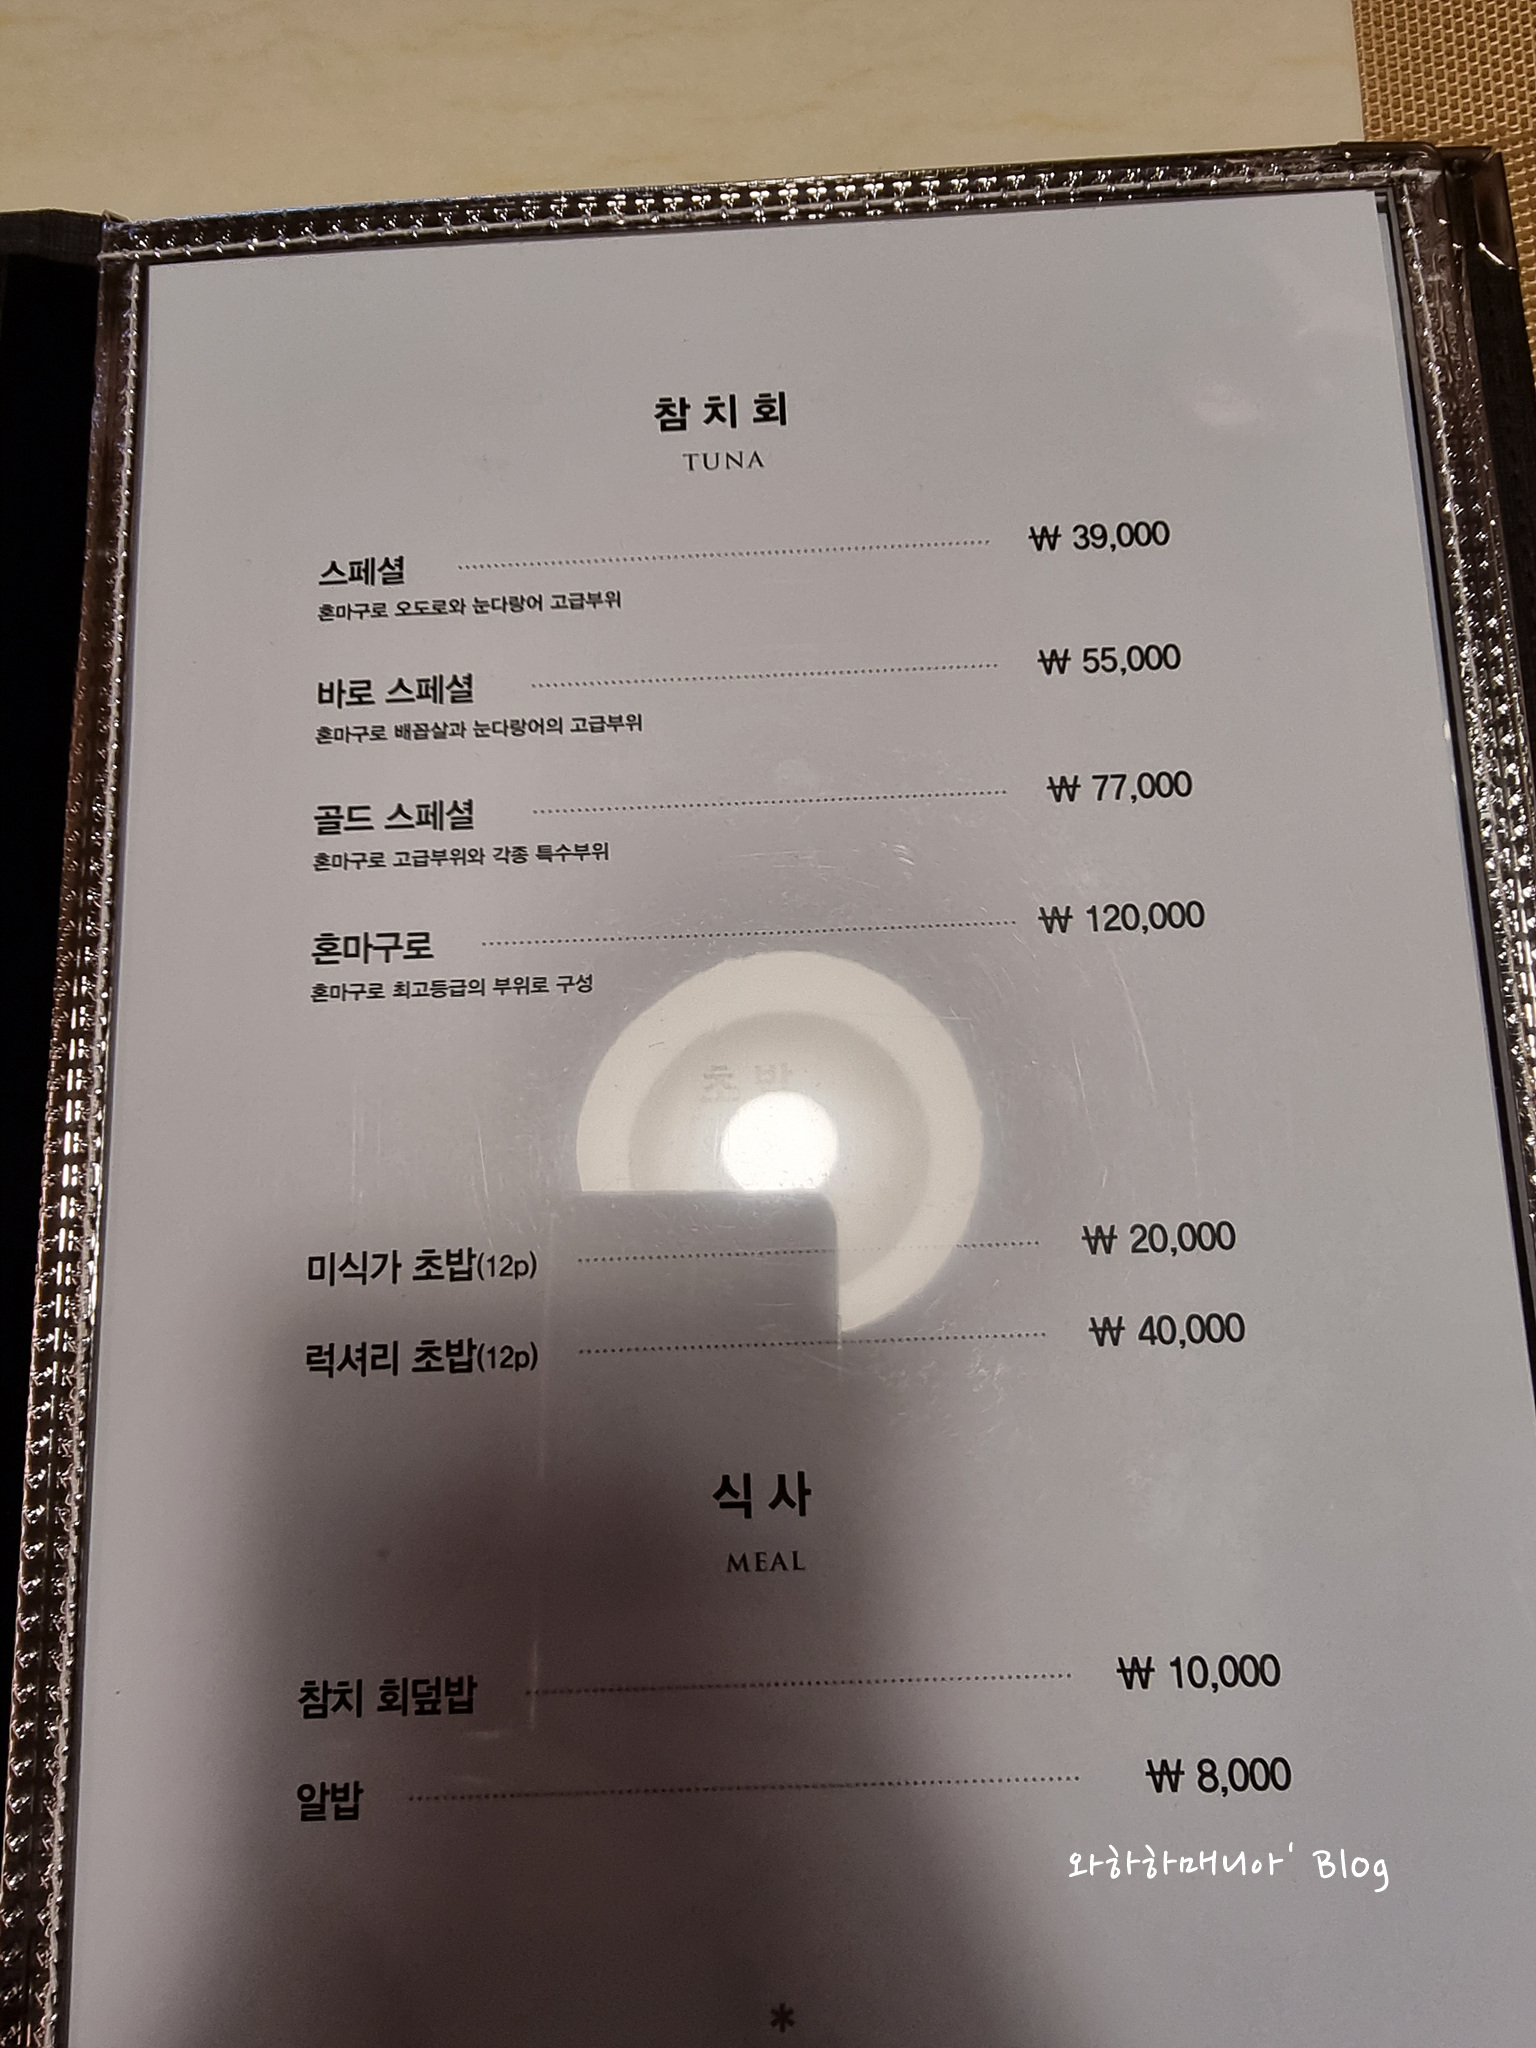 참치회
TUNA
스페셜 ₩ 39,000
혼마구로 오도로와 눈다랑어 고급부위
바로 스페셜 ₩ 55,000
혼마구로 배꼽살과 눈다랑어의 고급부위
골드 스페셜 ₩ 77,000
혼마구로 고급부위와 각종 특수부위
혼마구로 ₩ 120,000
혼마구로 최고등급의 부위로 구성
초밥
미식가 초밥(12p) ₩ 20,000
럭셔리 초밥(12p) ₩ 40,000
식사
MEAL
참치 회덮밥 ₩ 10,000
알밥 ₩ 8,000
와하하매니아' Blog
*